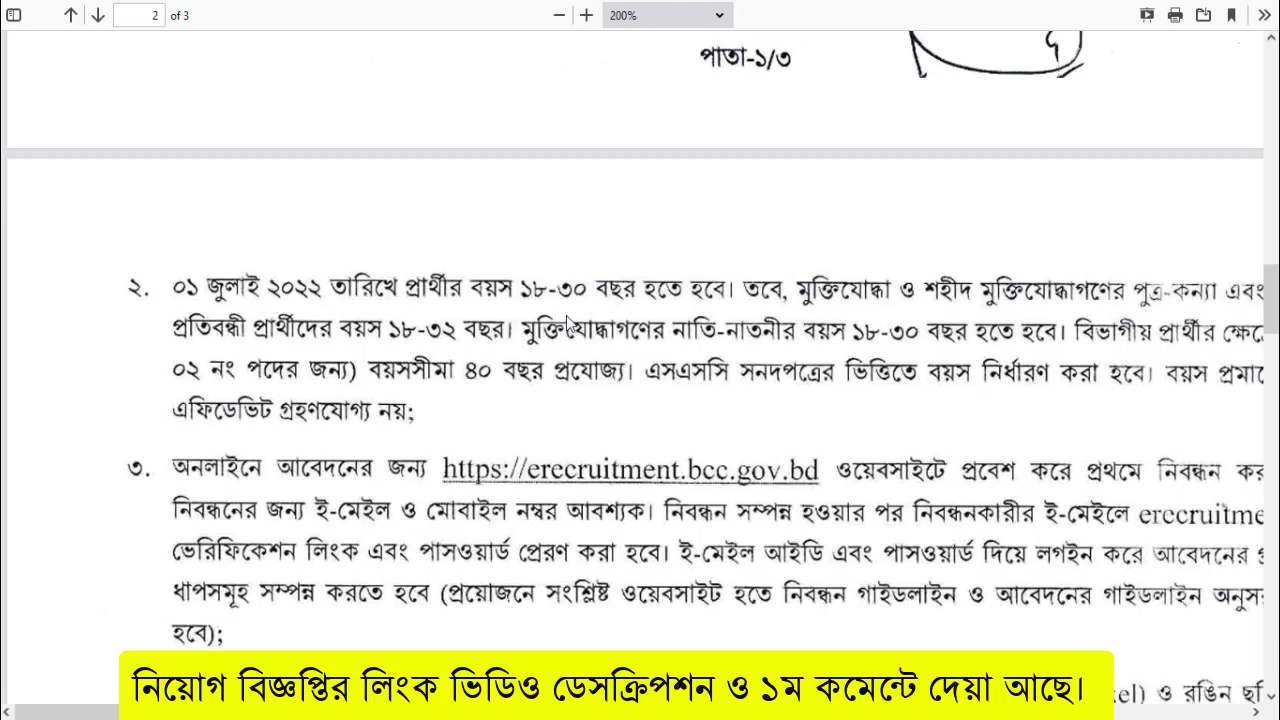 2 of 3 200%
পাতা-১/৩
২. ০১ জুলাই ২০২২ তারিখে প্রার্থীর বয়স ১৮-৩০ বছর হতে হবে। তবে, মুক্তিযোদ্ধা ও শহীদ মুক্তিযোদ্ধাগণের পুত্র-কন্যা এবং
প্রতিবন্ধী প্রার্থীদের বয়স ১৮-৩২ বছর। মুক্তিযোদ্ধাগণের নাতি-নাতনীর বয়স ১৮-৩০ বছর হতে হবে। বিভাগীয় প্রার্থীর
০২ নং পদের জন্য) বয়সসীমা ৪০ বছর প্রযোজ্য। এসএসসি সনদপত্রের ভিত্তিতে বয়স নির্ধারণ করা হবে। বয়স
এফিডেভিট গ্রহণযোগ্য নয়;
৩. অনলাইনে আবেদনের জন্য https://erecruitment.bcc.gov.bd ওয়েবসাইটে প্রবেশ করে প্রথমে নিবন্ধন
নিবন্ধনের জন্য ই-মেইল ও মোবাইল নম্বর আবশ্যক। নিবন্ধন সম্পন্ন হওয়ার পর নিবন্ধনকারীর ই-মেইলে erecruitme
ভেরিফিকেশন লিংক এবং পাসওয়ার্ড প্রেরণ করা হবে। ই-মেইল আইডি এবং পাসওয়ার্ড দিয়ে লগইন করে আবেদনের
ধাপসমূহ সম্পন্ন করতে হবে (প্রয়োজনে সংশ্লিষ্ট ওয়েবসাইট হতে নিবন্ধন গাইডলাইন ও আবেদনের গাইডলাইন
হবে);
নিয়োগ বিজ্ঞপ্তির লিংক ভিডিও ডেসক্রিপশন ও ১ম কমেন্টে দেয়া আছে।
xel) ও রঙিন